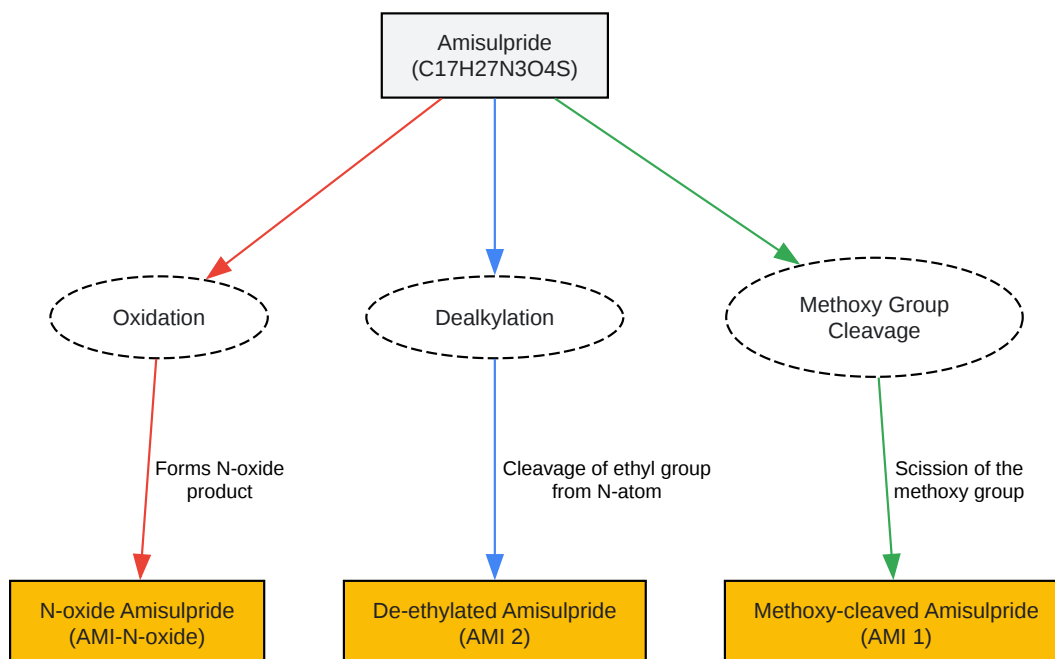 Amisulpride
(C17H27N3O4S)
Oxidation
Dealkylation
Methoxy Group
Cleavage
Forms N-oxide
product
Cleavage of ethyl group
from N-atom
Scission of the
methoxy group
N-oxide Amisulpride
(AMI-N-oxide)
De-ethylated Amisulpride
(AMI 2)
Methoxy-cleaved Amisulpride
(AMI 1)